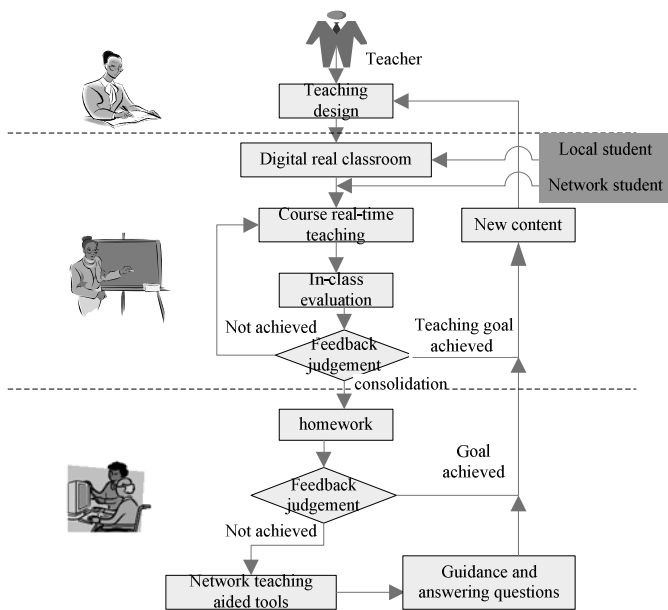 Teacher
Teaching
design
Digital real classroom
Local student
Network student
Course real-time
teaching
New content
In-class
evaluation
Not achieved
Teaching goal
achieved
Feedback
judgement
consolidation
homework
Goal
achieved
Feedback
judgement
Not achieved
Network teaching
aided tools
Guidance and
answering questions